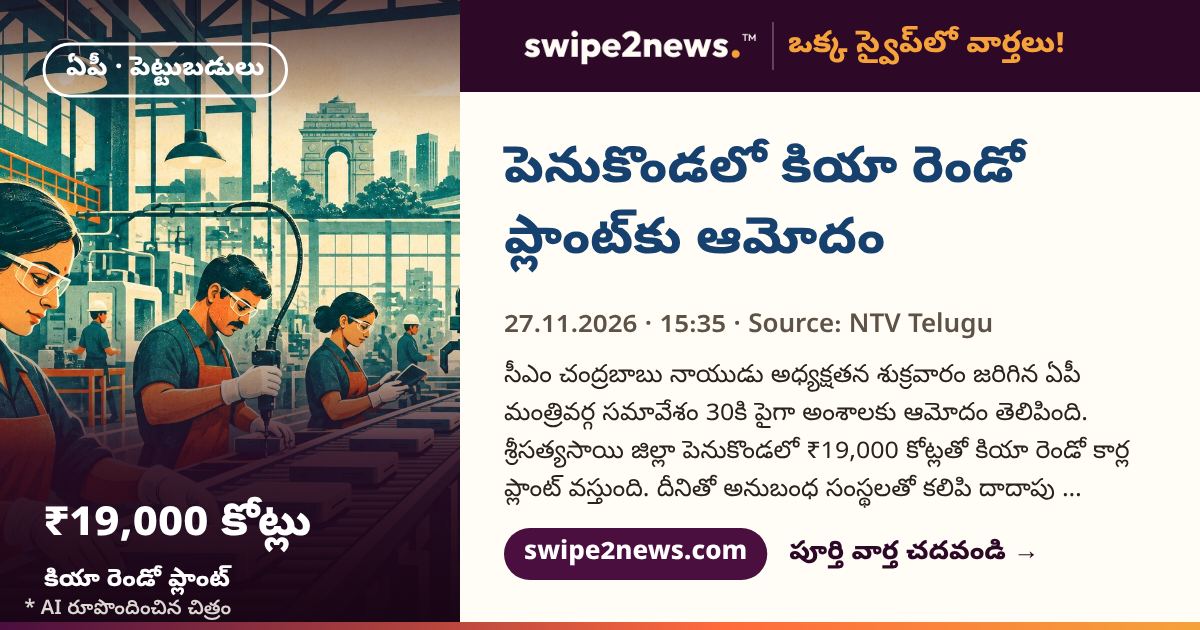 ఏపీ · పెట్టుబడులు
₹19,000 కోట్లు
కియా రెండో ప్లాంట్
* AI రూపొందించిన చిత్రం
swipe2news.™ ఒక్క స్వైప్‌లో వార్తలు!
పెనుకొండలో కియా రెండో
ప్లాంట్‌కు ఆమోదం
27.11.2026 · 15:35 · Source: NTV Telugu
సీఎం చంద్రబాబు నాయుడు అధ్యక్షతన శుక్రవారం జరిగిన ఏపీ
మంత్రివర్గ సమావేశం 30కి పైగా అంశాలకు ఆమోదం తెలిపింది.
శ్రీసత్యసాయి జిల్లా పెనుకొండలో ₹19,000 కోట్లతో కియా రెండో కార్ల
ప్లాంట్ వస్తుంది. దీనితో అనుబంధ సంస్థలతో కలిపి దాదాపు ...
swipe2news.com పూర్తి వార్త చదవండి →